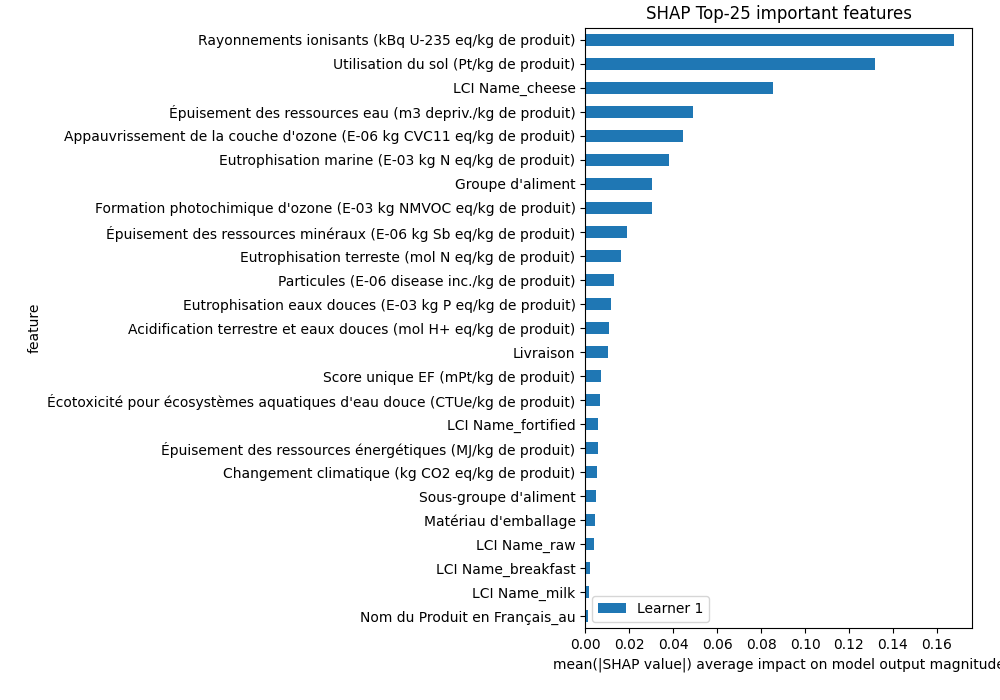 SHAP Top-25 important features
Rayonnements ionisants (kBq U-235 eq/kg de produit)
Utilisation du sol (Pt/kg de produit)
LCI Name_cheese
Épuisement des ressources eau (m3 depriv./kg de produit)
Appauvrissement de la couche d'ozone (E-06 kg CVC11 eq/kg de produit)
Eutrophisation marine (E-03 kg N eq/kg de produit)
Groupe d'aliment
Formation photochimique d'ozone (E-03 kg NMVOC eq/kg de produit)
Épuisement des ressources minéraux (E-06 kg Sb eq/kg de produit)
Eutrophisation terreste (mol N eq/kg de produit)
Particules (E-06 disease inc./kg de produit)
Eutrophisation eaux douces (E-03 kg P eq/kg de produit)
Acidification terrestre et eaux douces (mol H+ eq/kg de produit)
Livraison
Score unique EF (mPt/kg de produit)
Écotoxicité pour écosystèmes aquatiques d'eau douce (CTUe/kg de produit)
LCI Name_fortified
Épuisement des ressources énergétiques (MJ/kg de produit)
Changement climatique (kg CO2 eq/kg de produit)
Sous-groupe d'aliment
Matériau d'emballage
LCI Name_raw
LCI Name_breakfast
LCI Name_milk
Nom du Produit en Français_au
feature
Learner 1
0.00 0.02 0.04 0.06 0.08 0.10 0.12 0.14 0.16
mean(|SHAP value|) average impact on model output magnitude